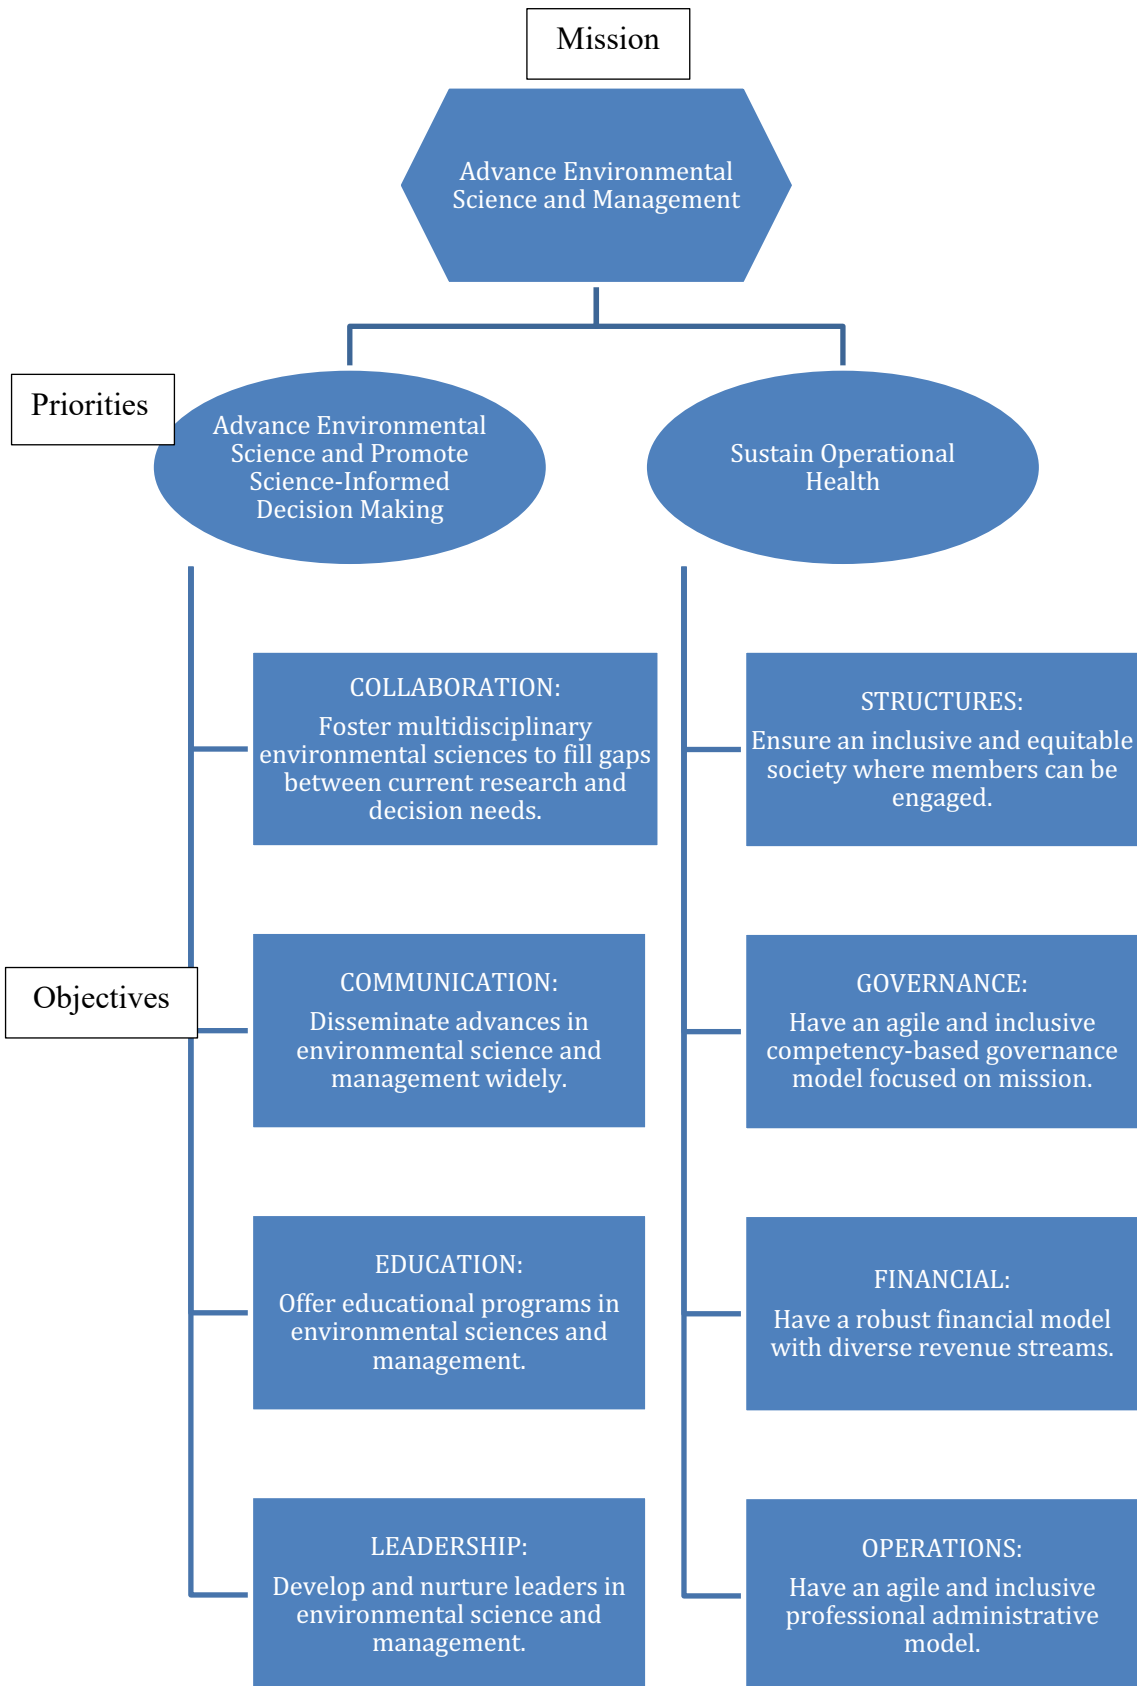 Mission
Advance Environmental
Science and Management
Priorities
Advance Environmental
Science and Promote
Science-Informed
Decision Making
Sustain Operational
Health
COLLABORATION:
Foster multidisciplinary
environmental sciences to fill gaps
between current research and
decision needs.
STRUCTURES:
Ensure an inclusive and equitable
society where members can be
engaged.
Objectives
COMMUNICATION:
Disseminate advances in
environmental science and
management widely.
GOVERNANCE:
Have an agile and inclusive
competency-based governance
model focused on mission.
EDUCATION:
Offer educational programs in
environmental sciences and
management.
FINANCIAL:
Have a robust financial model
with diverse revenue streams.
LEADERSHIP:
Develop and nurture leaders in
environmental science and
management.
OPERATIONS:
Have an agile and inclusive
professional administrative
model.